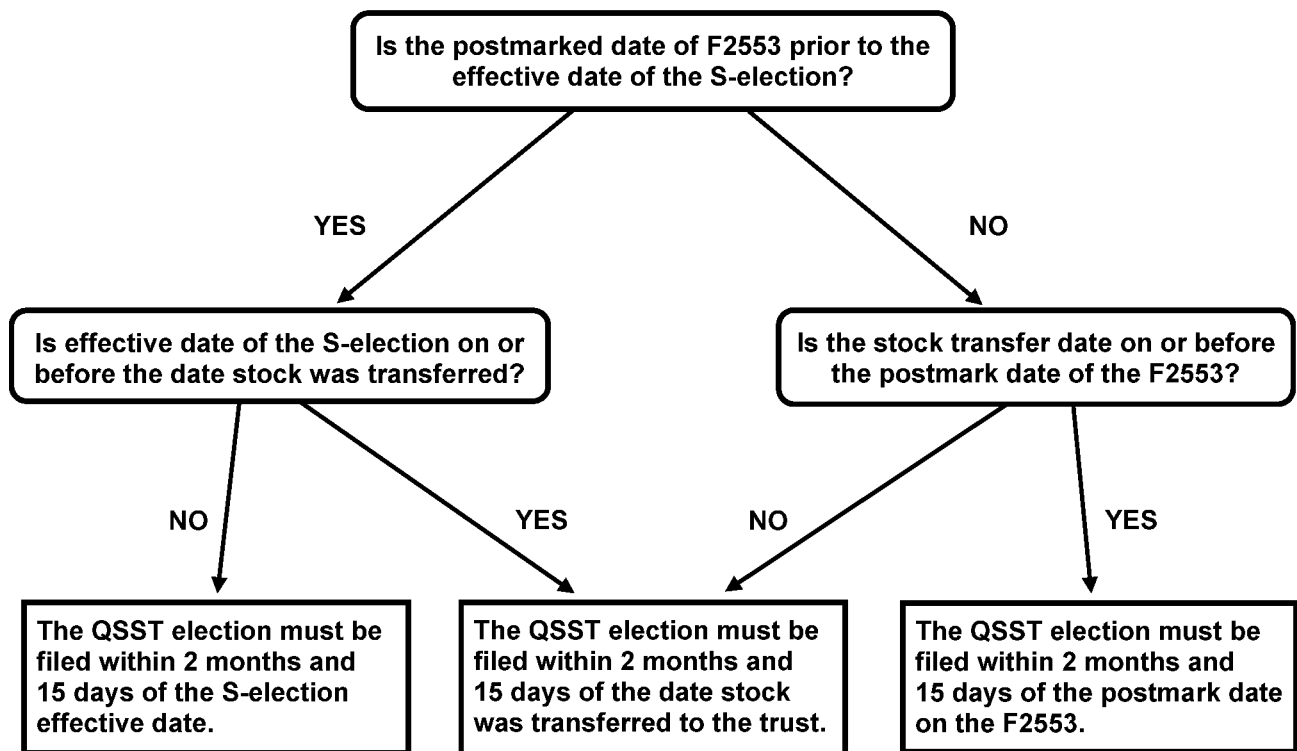 Is the postmarked date of F2553 prior to the
effective date of the S-election?
YES
NO
Is effective date of the S-election on or
before the date stock was transferred?
Is the stock transfer date on or before
the postmark date of the F2553?
NO
YES
NO
YES
The QSST election must be
filed within 2 months and
15 days of the S-election
effective date.
The QSST election must be
filed within 2 months and
15 days of the date stock
was transferred to the trust.
The QSST election must be
filed within 2 months and
15 days of the postmark date
on the F2553.